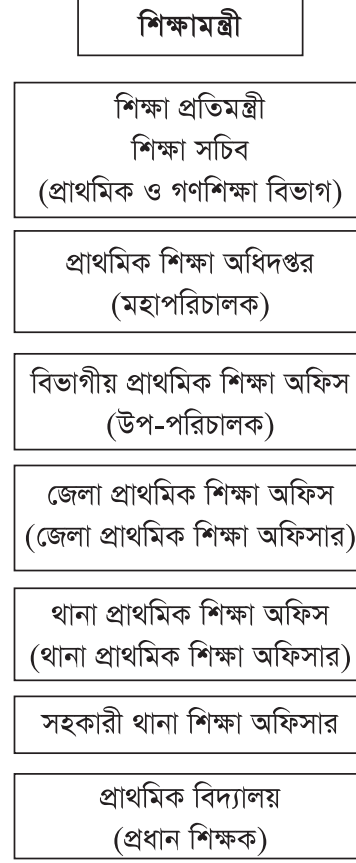 শিক্ষামন্ত্রী
শিক্ষা প্রতিমন্ত্রী
শিক্ষা সচিব
(প্রাথমিক ও গণশিক্ষা বিভাগ)
প্রাথমিক শিক্ষা অধিদপ্তর
(মহাপরিচালক)
বিভাগীয় প্রাথমিক শিক্ষা অফিস
(উপ-পরিচালক)
জেলা প্রাথমিক শিক্ষা অফিস
(জেলা প্রাথমিক শিক্ষা অফিসার)
থানা প্রাথমিক শিক্ষা অফিস
(থানা প্রাথমিক শিক্ষা অফিসার)
সহকারী থানা শিক্ষা অফিসার
প্রাথমিক বিদ্যালয়
(প্রধান শিক্ষক)